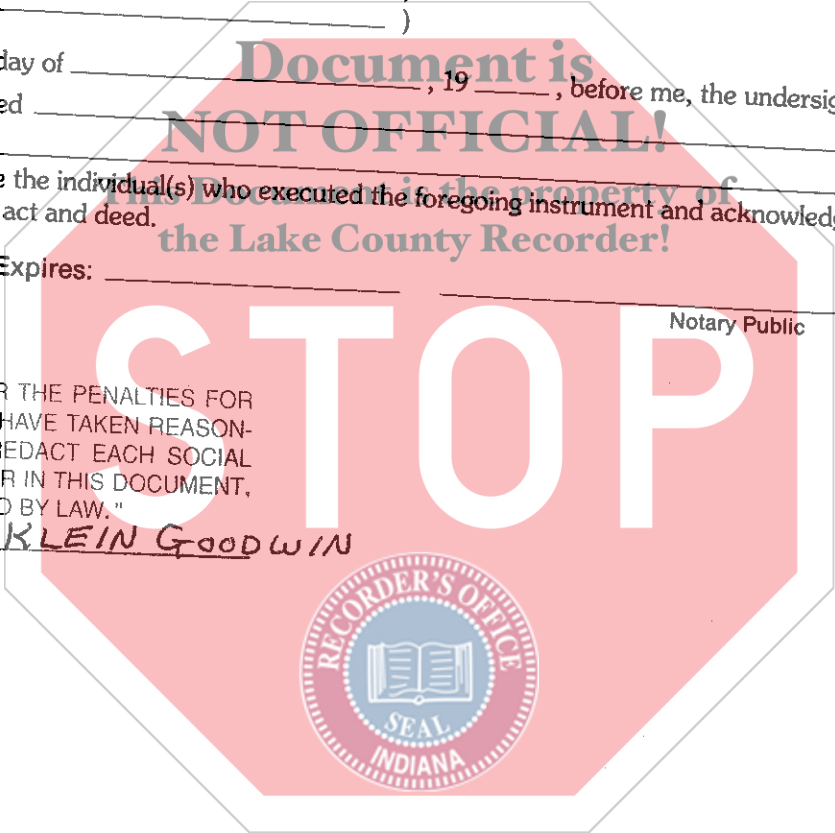 )
day of ____________, 19 ____, before me, the undersig
ed
Document is
NOT OFFICIAL!
This Document is the property of
the Lake County Recorder!
e the individual(s) who executed the foregoing instrument and acknowledg
act and deed.
Expires:
Notary Public
STOP
R THE PENALTIES FOR
HAVE TAKEN REASON-
REDACT EACH SOCIAL
R IN THIS DOCUMENT,
D BY LAW."
KLEIN GOODWIN
RECORDER'S OFFICE
SEAL
INDIANA